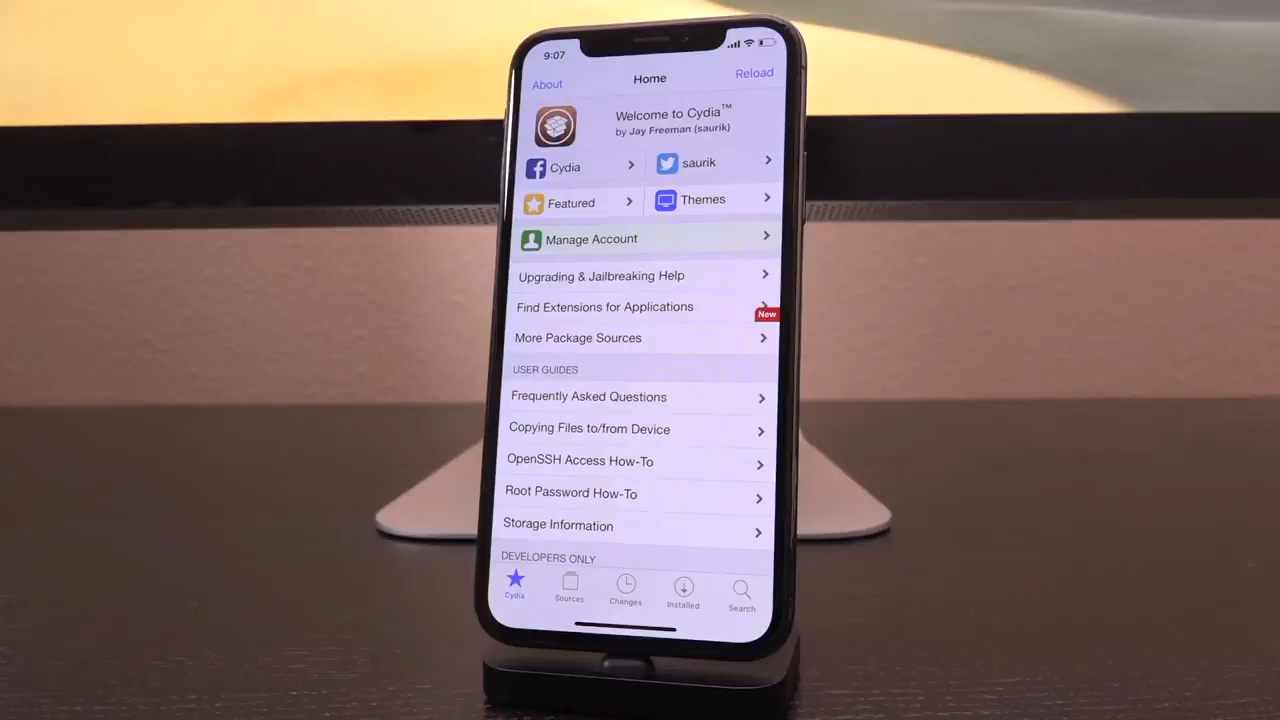 9:07
About Home Reload
Welcome to Cydia™
by Jay Freeman (saurik)
Cydia saurik
Featured Themes
Manage Account
Upgrading & Jailbreaking Help
Find Extensions for Applications
New
More Package Sources
USER GUIDES
Frequently Asked Questions
Copying Files to/from Device
OpenSSH Access How-To
Root Password How-To
Storage Information
DEVELOPERS ONLY
Cydia Sources Changes Installed Search